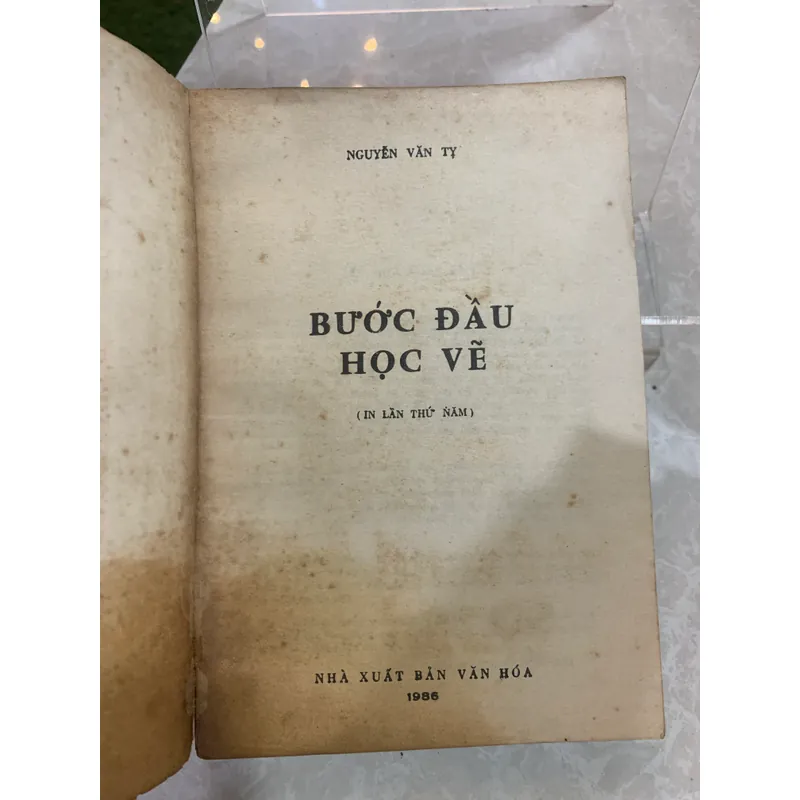 NGUYỄN VĂN TỴ
BƯỚC ĐẦU
HỌC VẼ
(IN LẦN THỨ NĂM)
NHÀ XUẤT BẢN VĂN HÓA
1986